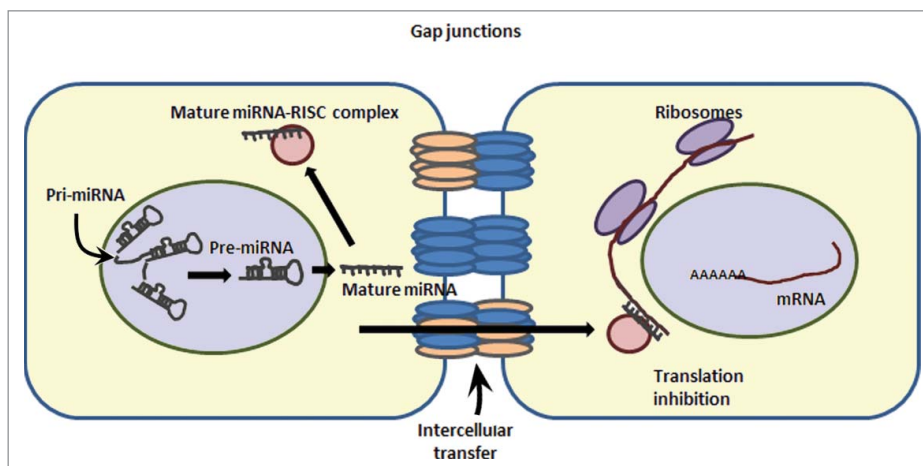 Gap junctions
Mature miRNA-RISC complex
Ribosomes
Pri-miRNA
Pre-miRNA
Mature miRNA
AAAAAA
mRNA
Translation
inhibition
Intercellular
transfer